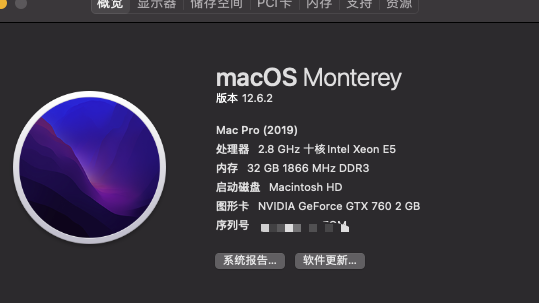 概览 显示器 储存空间 PCI卡 内存 支持 资源
macOS Monterey
版本 12.6.2
Mac Pro (2019)
处理器 2.8 GHz 十核Intel Xeon E5
内存 32 GB 1866 MHz DDR3
启动磁盘 Macintosh HD
图形卡 NVIDIA GeForce GTX 760 2 GB
序列号
系统报告... 软件更新...